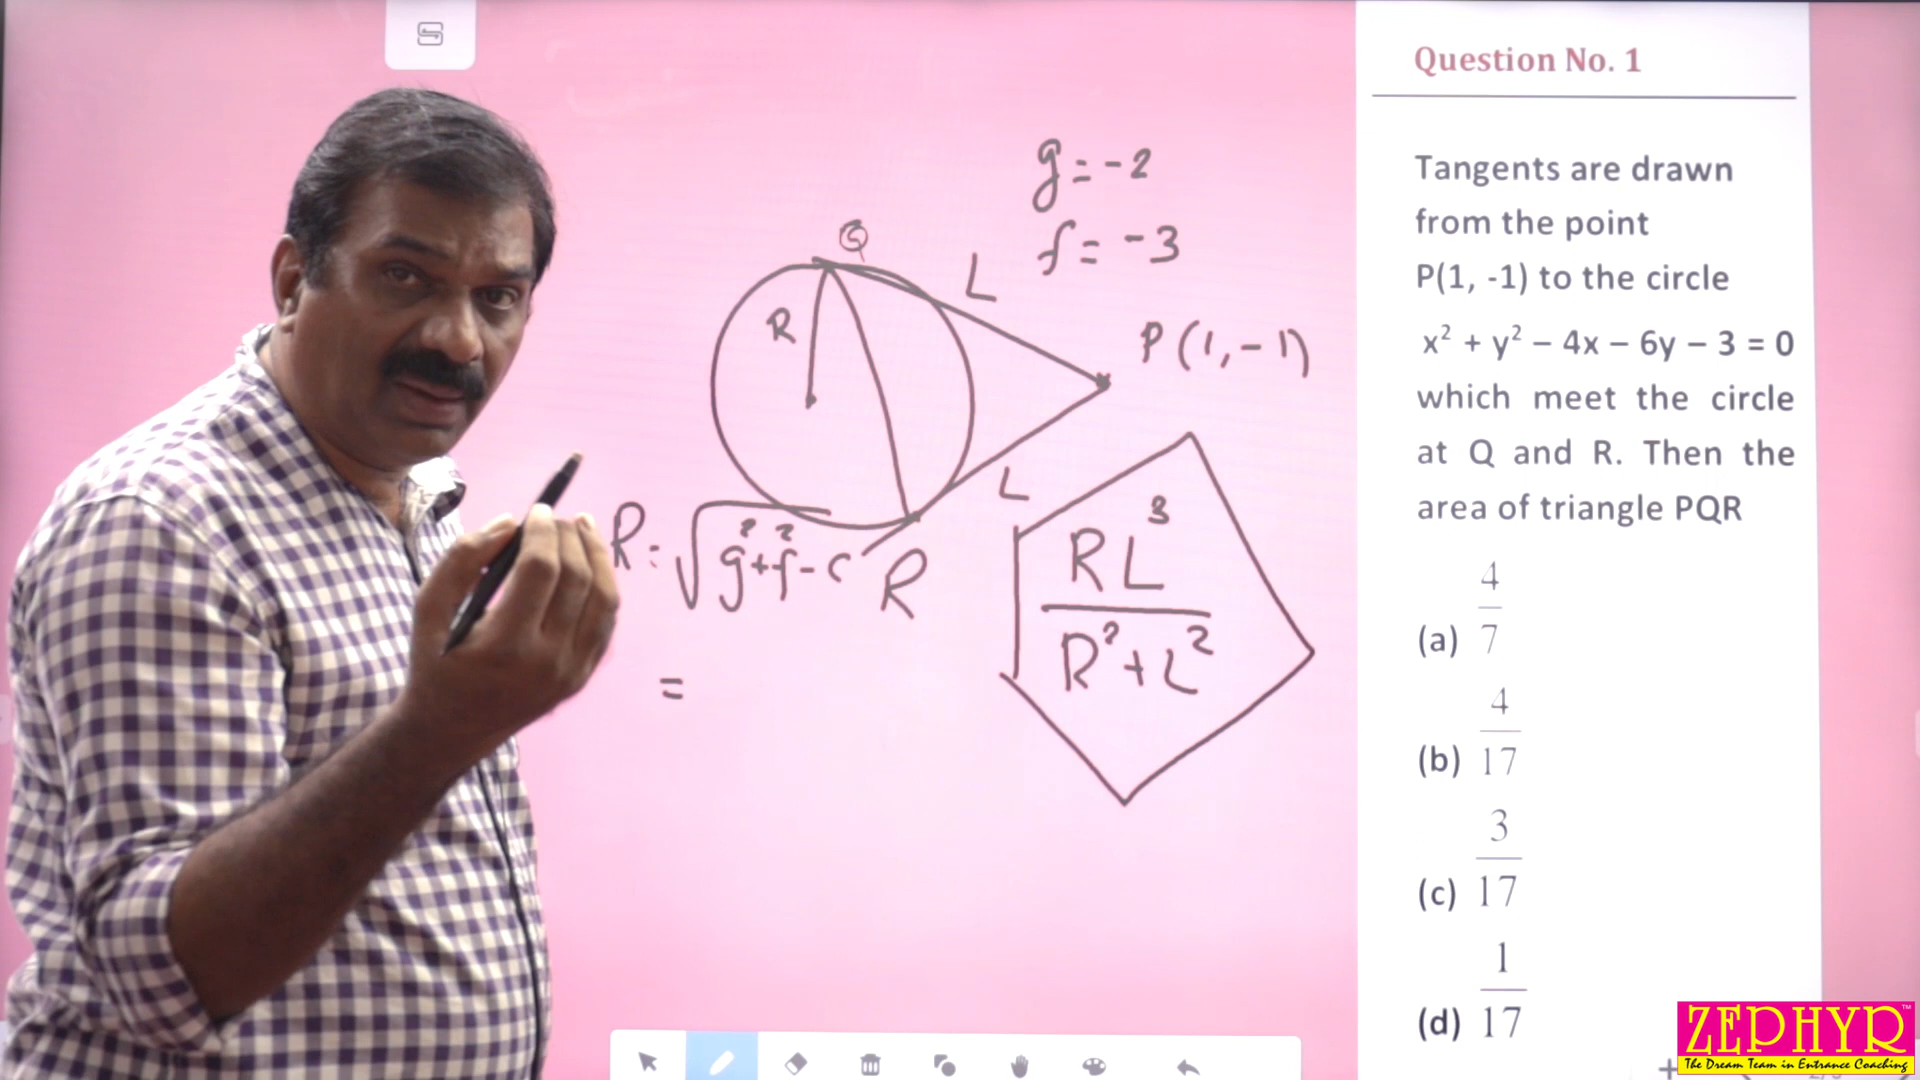 g = -2
f = -3
Q
L
R
P(1, -1)
L
R = √g²+f²-c
R
=
RL³
R²+L²
Question No. 1
Tangents are drawn
from the point
P(1, -1) to the circle
x² + y² – 4x – 6y – 3 = 0
which meet the circle
at Q and R. Then the
area of triangle PQR
(a) 4/7
(b) 4/17
(c) 3/17
(d) 1/17
ZEPHYR™
The Dream Team in Entrance Coaching